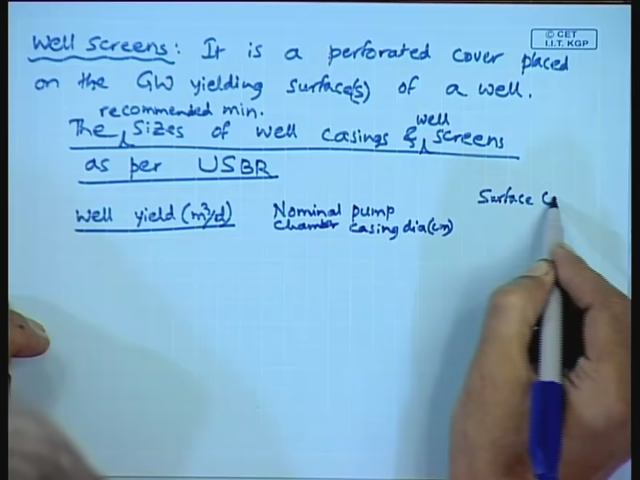 © CET
I.I.T. KGP
Well Screens: It is a perforated cover placed
on the GW yielding surface(s) of a well.
recommended min.
The ʌ Sizes of well casings & ʌ well screens
as per USBR
Well yield (m³/d) Nominal pump chamber casing dia (cm) Surface C